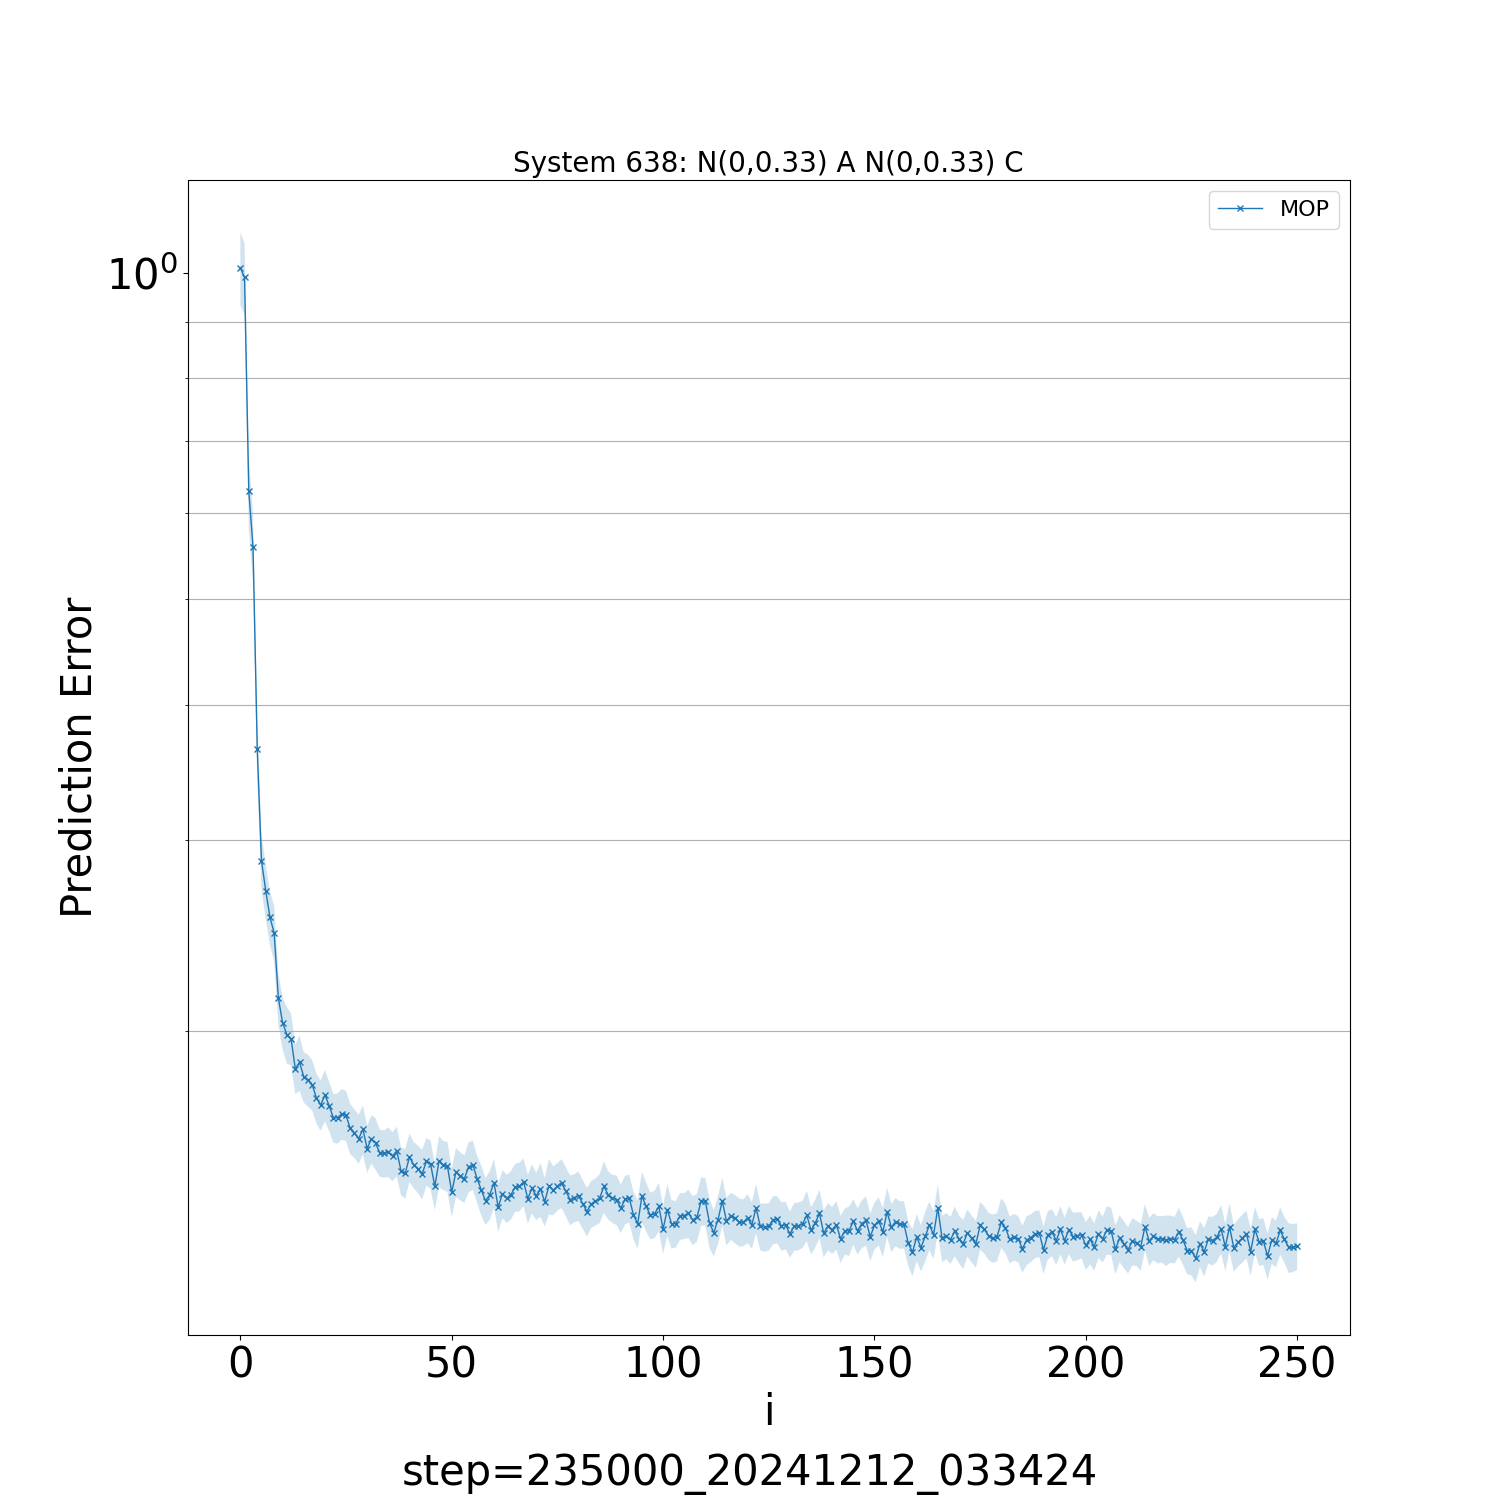 System 638: N(0,0.33) A N(0,0.33) C
MOP
10⁰
Prediction Error
0 50 100 150 200 250
i
step=235000_20241212_033424